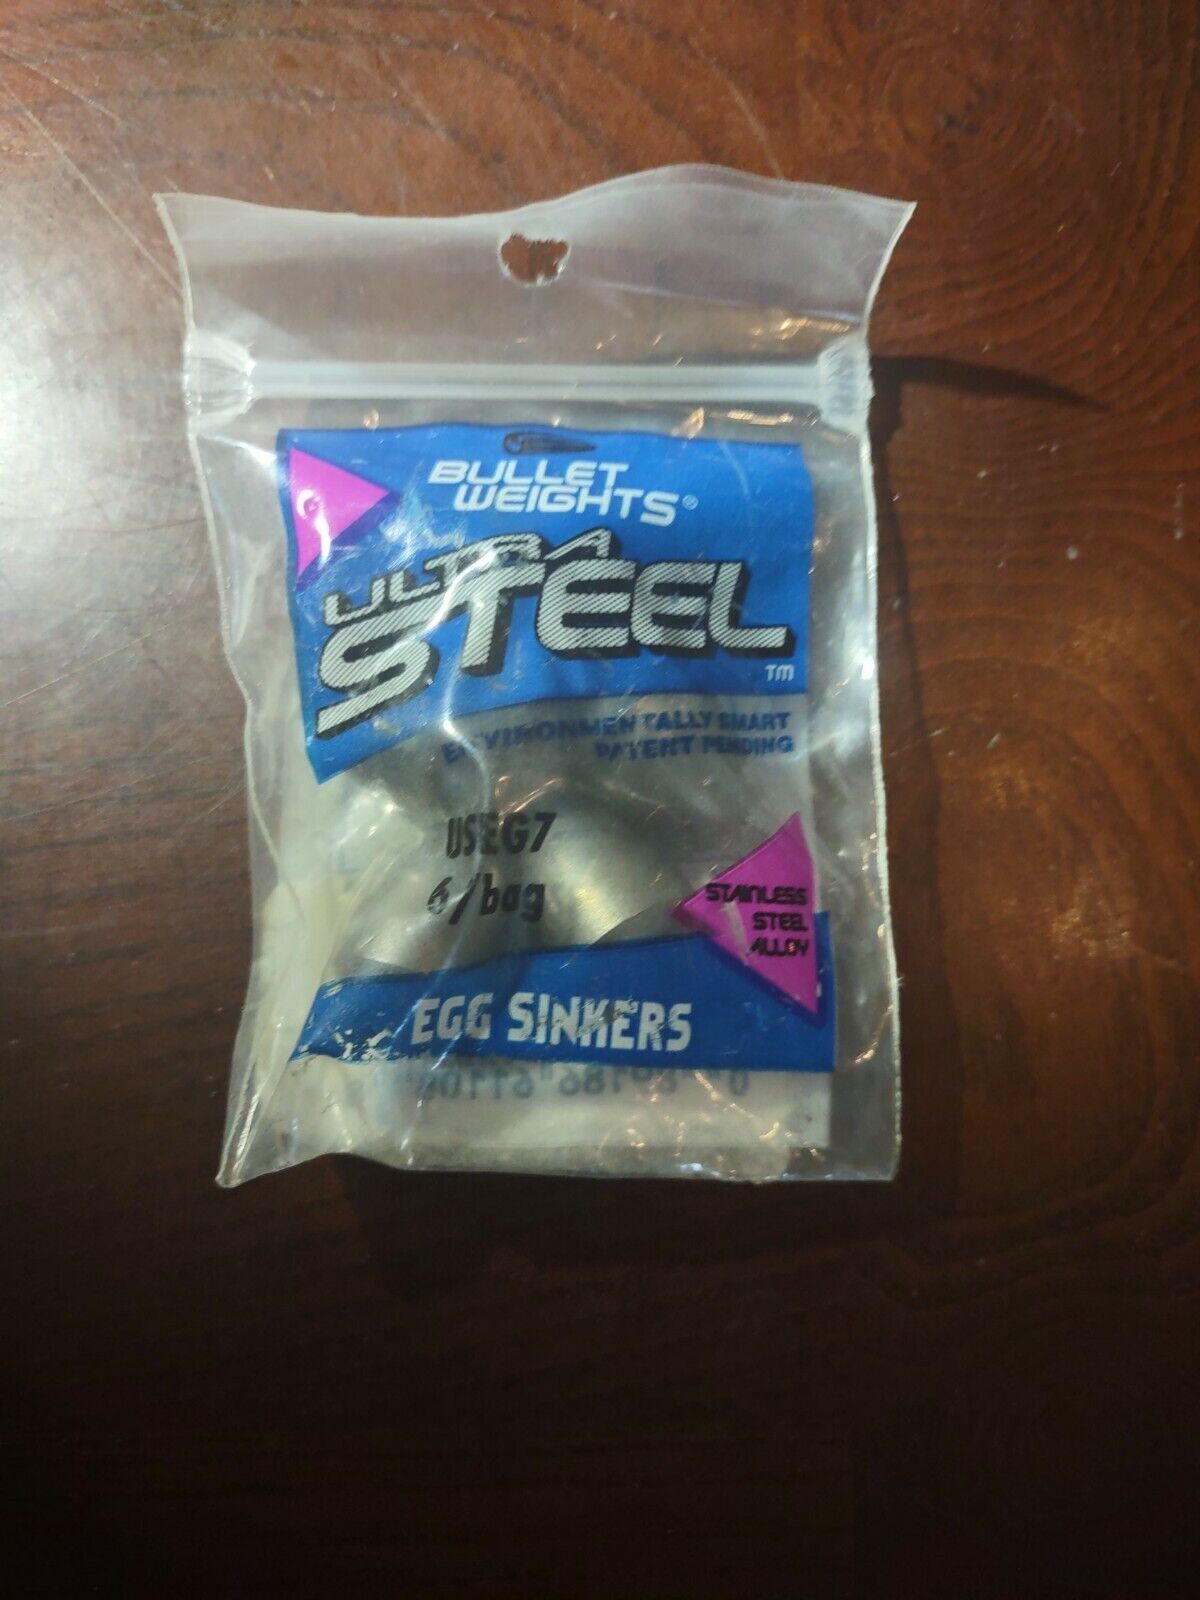 BULLET
WEIGHTS®
ULTRA
STEEL
TM
ENVIRONMENTALLY SMART
PATENT PENDING
USEG7
6/bag
STAINLESS
STEEL
ALLOY
EGG SINKERS